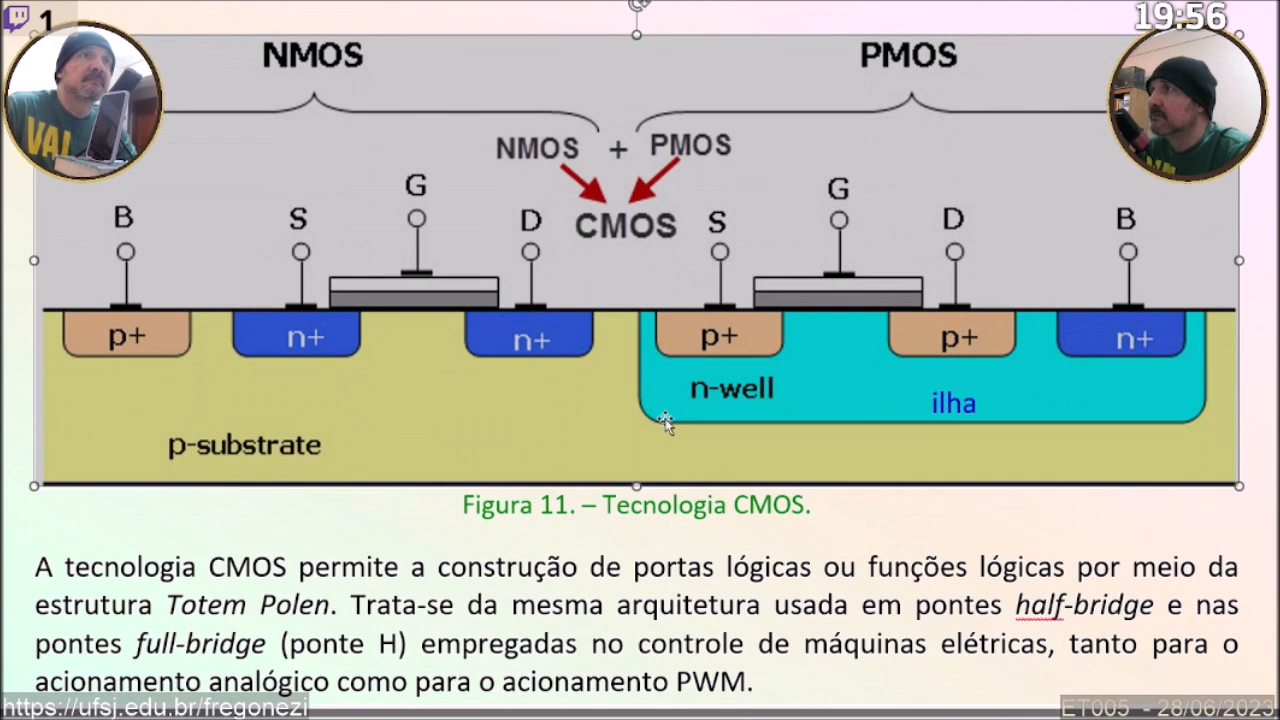 1
19:56
NMOS
PMOS
NMOS + PMOS
CMOS
B
S
G
D
S
G
D
B
p+
n+
n+
p+
p+
n+
n-well
ilha
p-substrate
Figura 11. – Tecnologia CMOS.
A tecnologia CMOS permite a construção de portas lógicas ou funções lógicas por meio da
estrutura Totem Polen. Trata-se da mesma arquitetura usada em pontes half-bridge e nas
pontes full-bridge (ponte H) empregadas no controle de máquinas elétricas, tanto para o
acionamento analógico como para o acionamento PWM.
https://ufsj.edu.br/fregonezi
ET005 - 28/06/2023